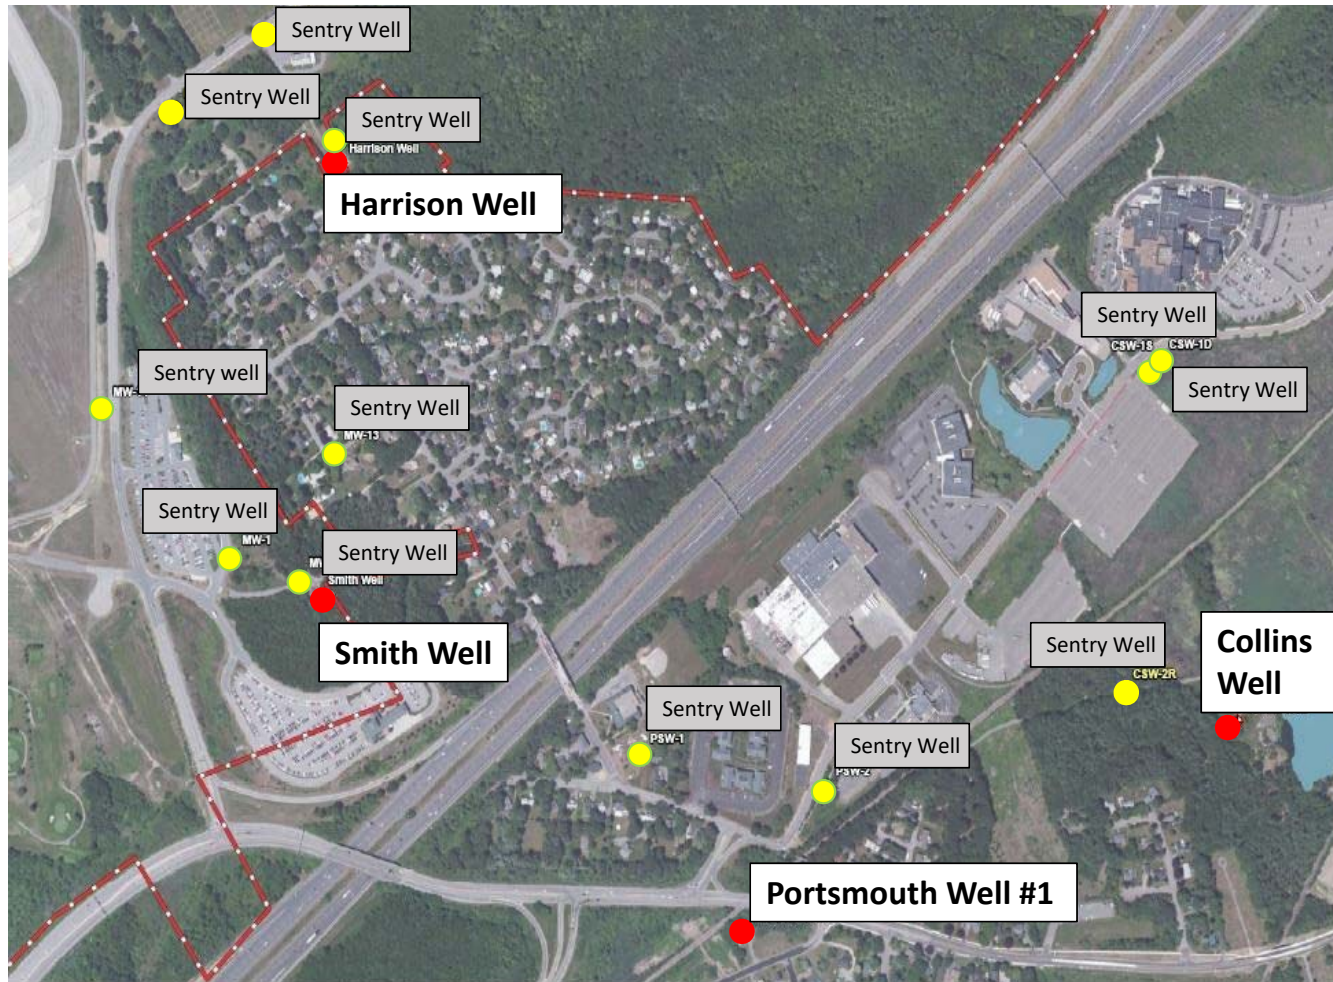 Sentry Well
Sentry Well
Sentry Well
Harrison Well
Harrison Well
Sentry Well
CSW-1S
CSW-1D
Sentry Well
Sentry well
Sentry Well
MW-13
Sentry Well
MW-1
Sentry Well
Smith Well
Smith Well
Sentry Well
CSW-2R
Collins
Well
Sentry Well
PSW-1
Sentry Well
PSW-2
Portsmouth Well #1